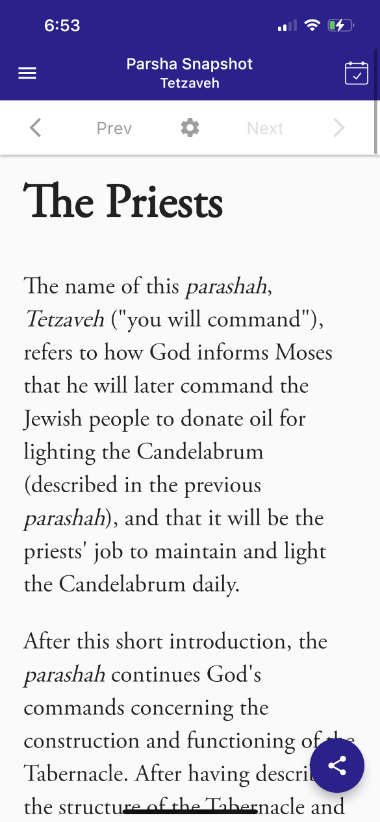 6:53
Parsha Snapshot
Tetzaveh
Prev
Next
The Priests
The name of this parashah,
Tetzaveh ("you will command"),
refers to how God informs Moses
that he will later command the
Jewish people to donate oil for
lighting the Candelabrum
(described in the previous
parashah), and that it will be the
priests' job to maintain and light
the Candelabrum daily.
After this short introduction, the
parashah continues God's
commands concerning the
construction and functioning of the
Tabernacle. After having descri
the structure of the Tabernacle and